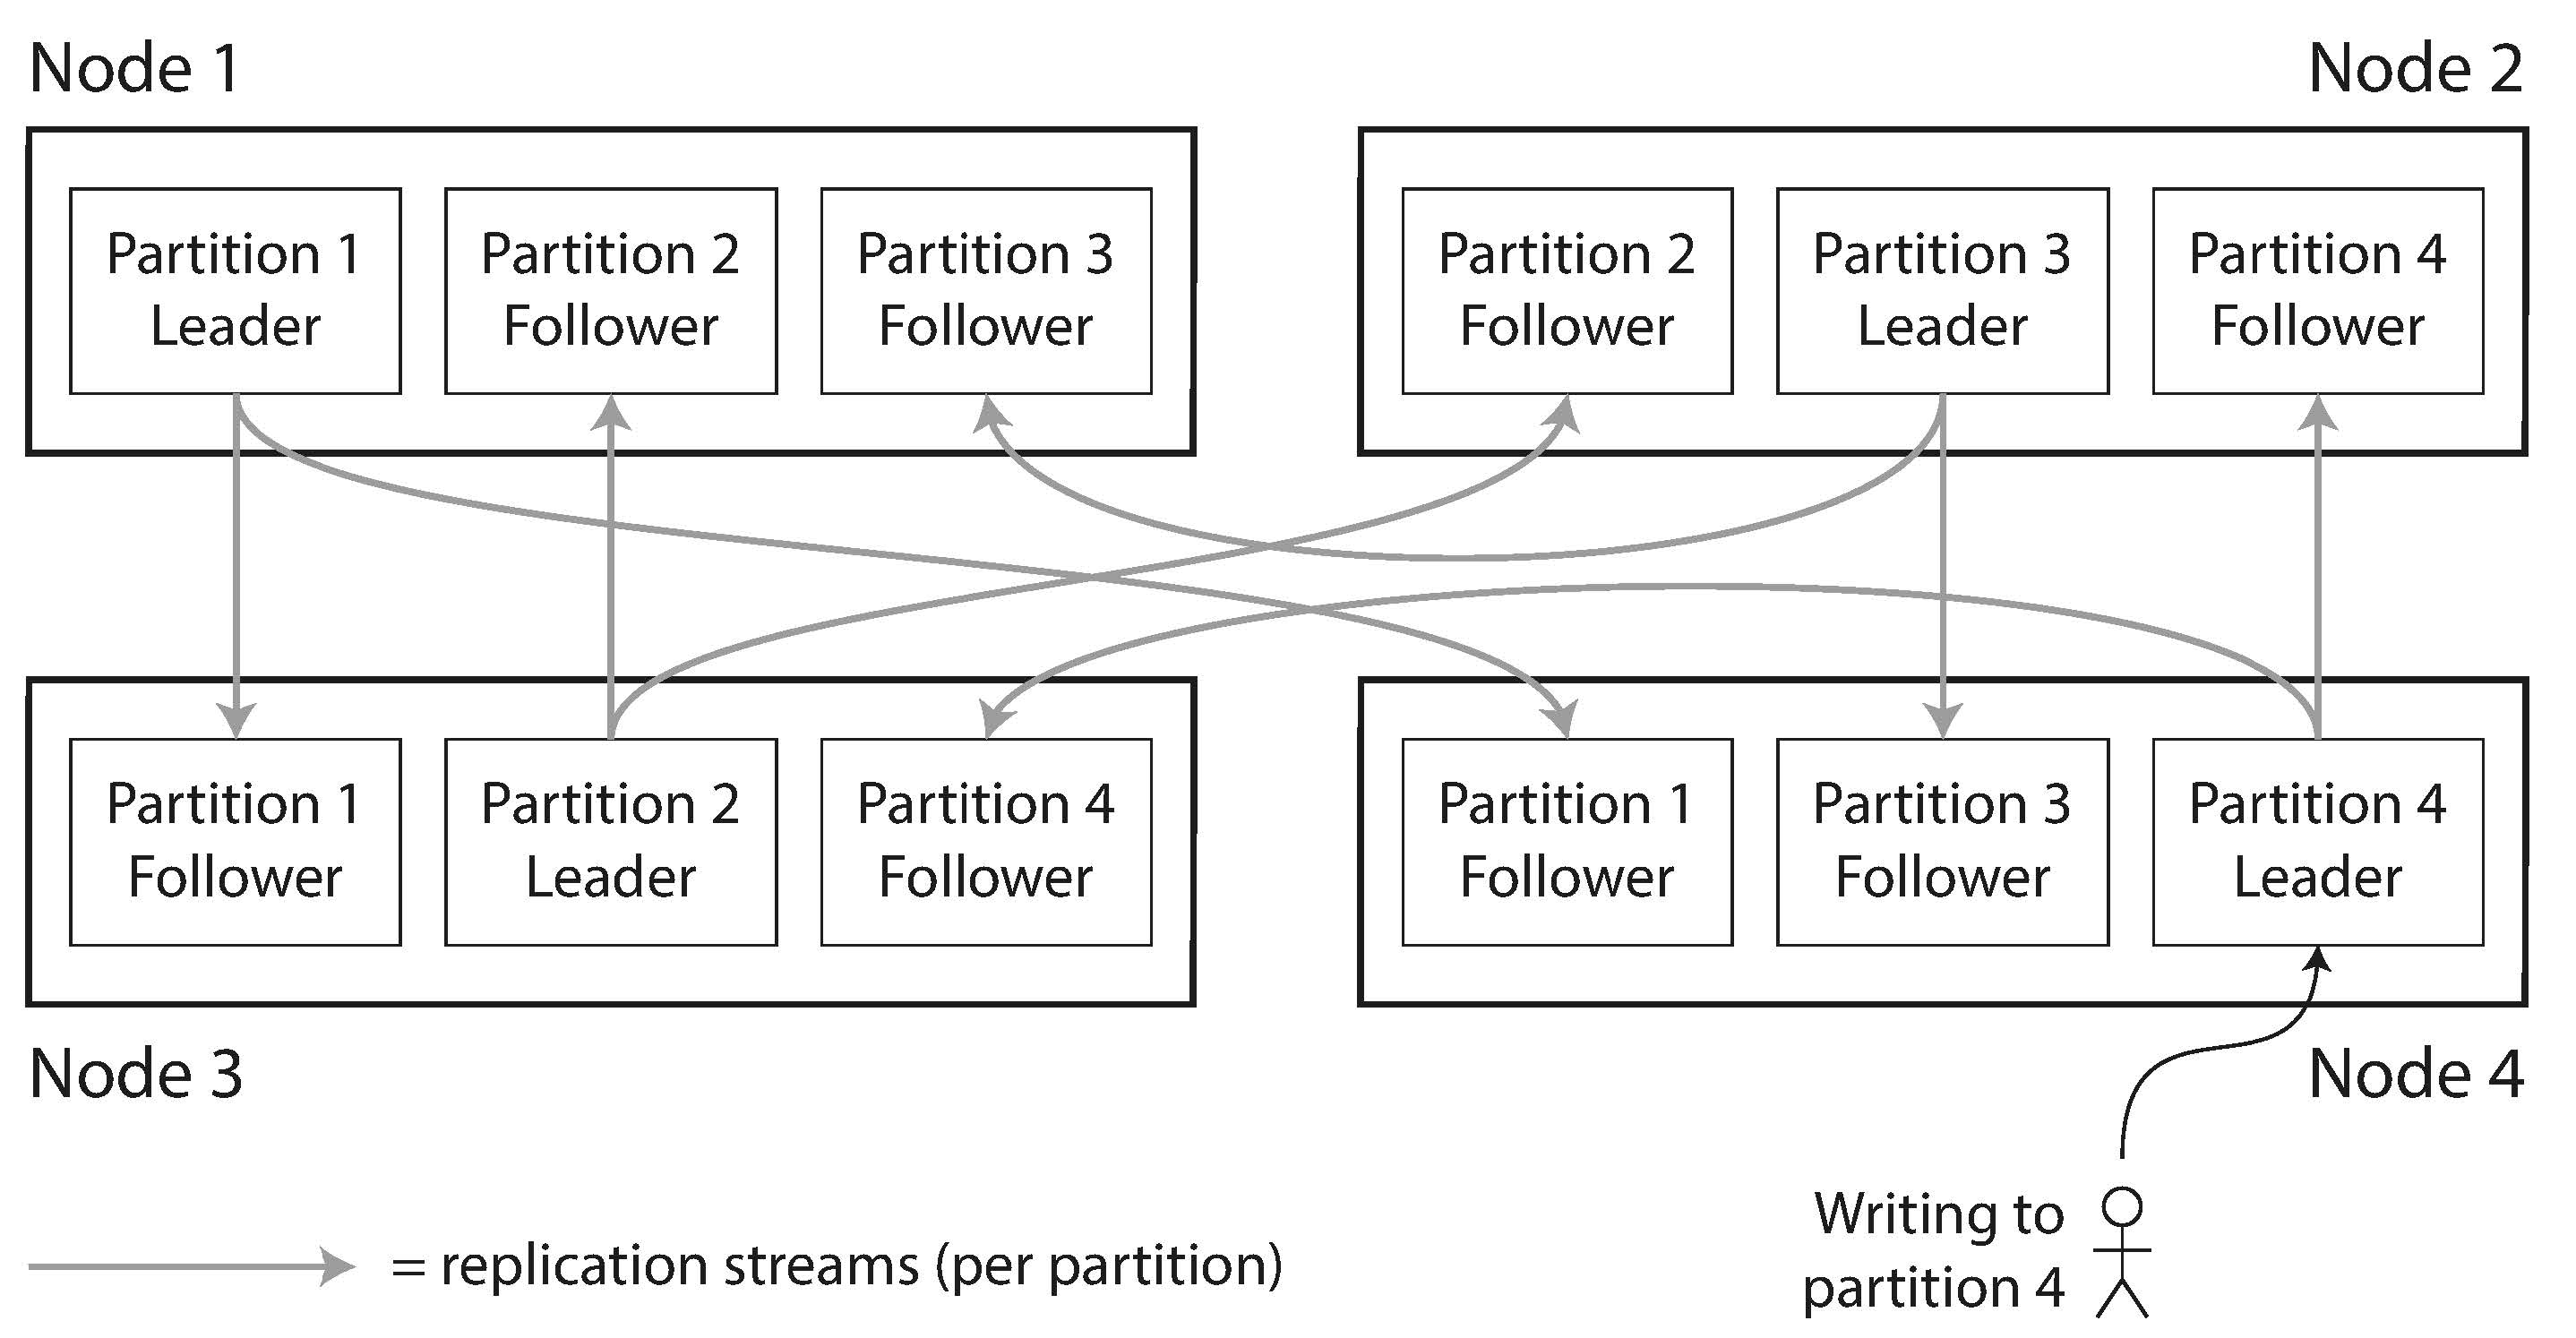 Node 1
Node 2
Partition 1
Leader
Partition 2
Follower
Partition 3
Follower
Partition 2
Follower
Partition 3
Leader
Partition 4
Follower
Partition 1
Follower
Partition 2
Leader
Partition 4
Follower
Partition 1
Follower
Partition 3
Follower
Partition 4
Leader
Node 3
Node 4
= replication streams (per partition)
Writing to
partition 4